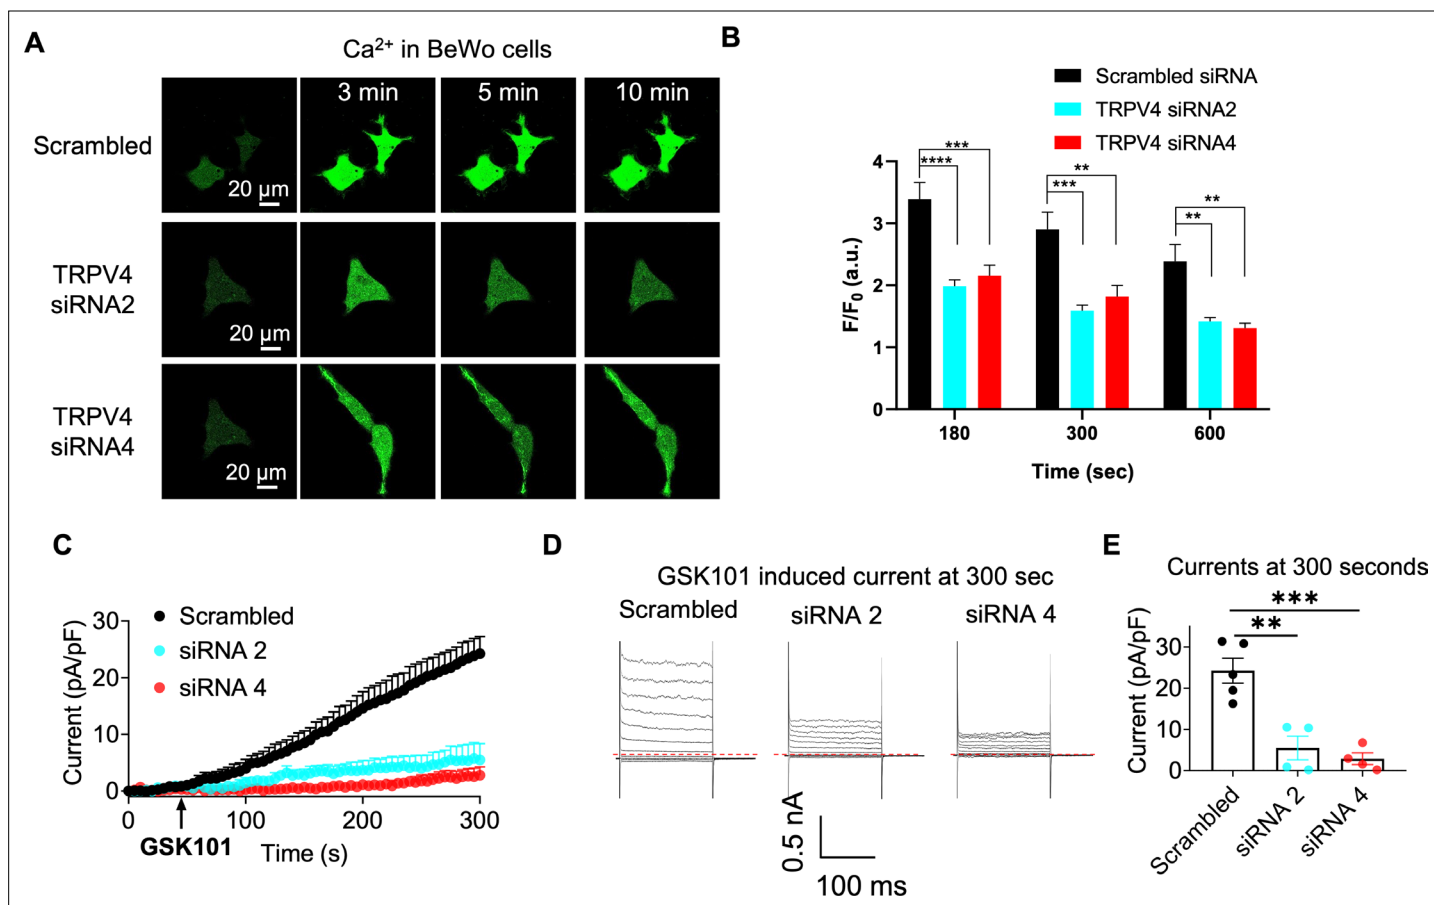 A
Ca²⁺ in BeWo cells
3 min
5 min
10 min
Scrambled
20 µm
TRPV4
siRNA2
20 µm
TRPV4
siRNA4
20 µm
B
Scrambled siRNA
TRPV4 siRNA2
TRPV4 siRNA4
F/F₀ (a.u.)
4
3
2
1
0
***
****
**
***
**
**
180
300
600
Time (sec)
C
Scrambled
siRNA 2
siRNA 4
Current (pA/pF)
30
20
10
0
0
100
200
300
GSK101
Time (s)
D
GSK101 induced current at 300 sec
Scrambled
siRNA 2
siRNA 4
0.5 nA
100 ms
E
Currents at 300 seconds
***
**
Current (pA/pF)
30
20
10
0
Scrambled
siRNA 2
siRNA 4